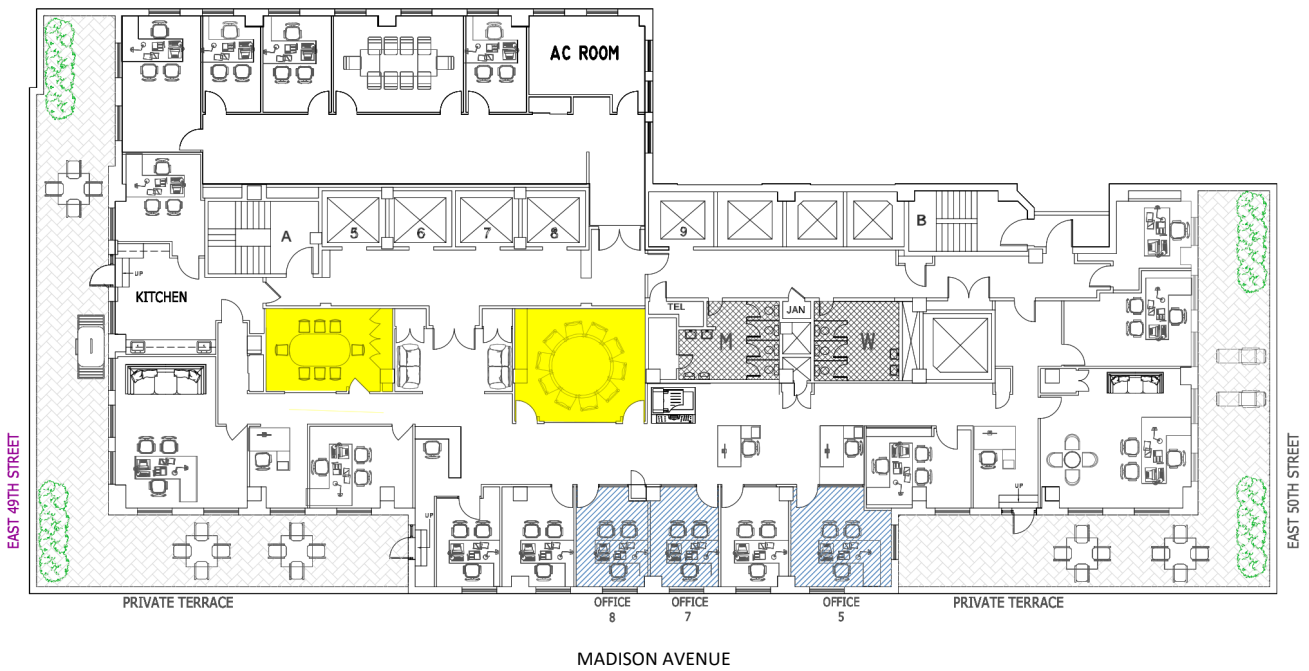 AC ROOM
A
5
6
7
8
9
B
UP
KITCHEN
TEL
JAN
M
W
EAST 49TH STREET
EAST 50TH STREET
UP
UP
PRIVATE TERRACE
OFFICE
8
OFFICE
7
OFFICE
5
PRIVATE TERRACE
MADISON AVENUE